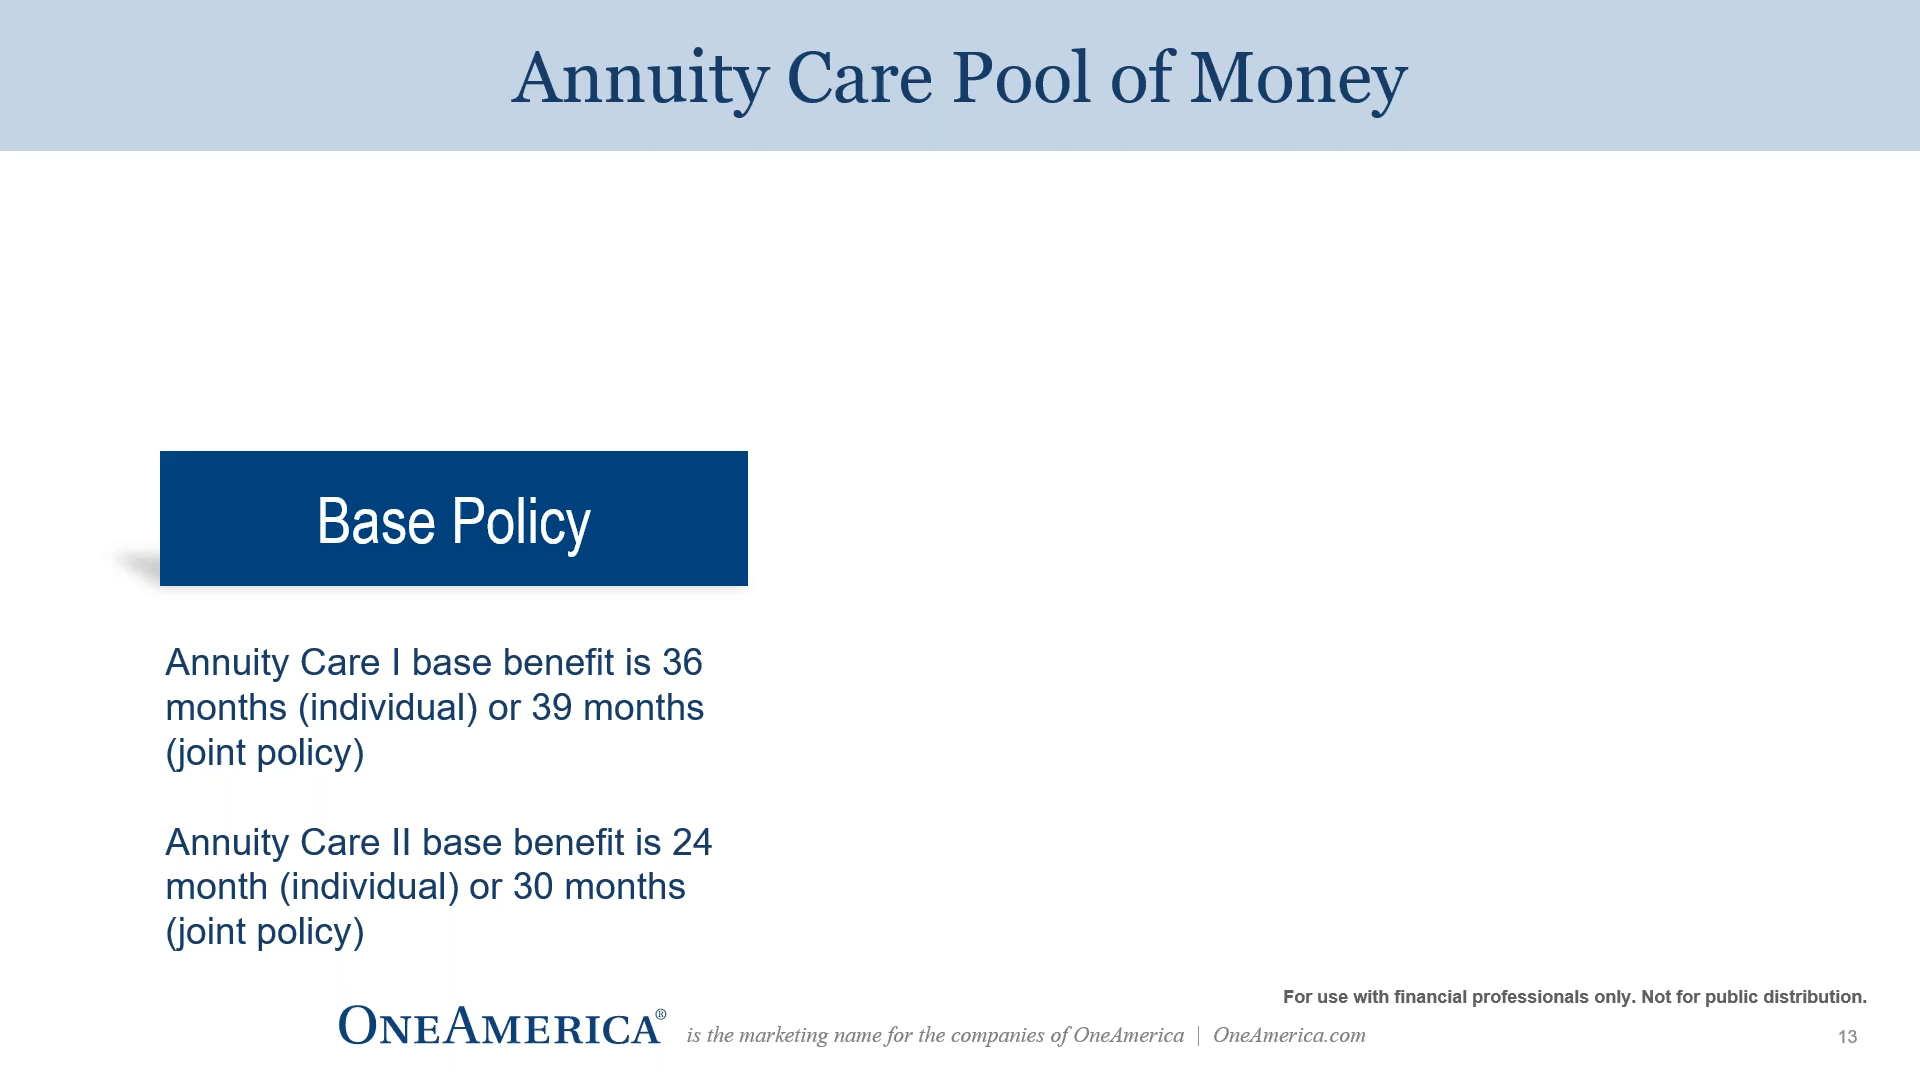 Annuity Care Pool of Money
Base Policy
Annuity Care I base benefit is 36
months (individual) or 39 months
(joint policy)
Annuity Care II base benefit is 24
month (individual) or 30 months
(joint policy)
For use with financial professionals only. Not for public distribution.
ONEAMERICA® is the marketing name for the companies of OneAmerica | OneAmerica.com
13